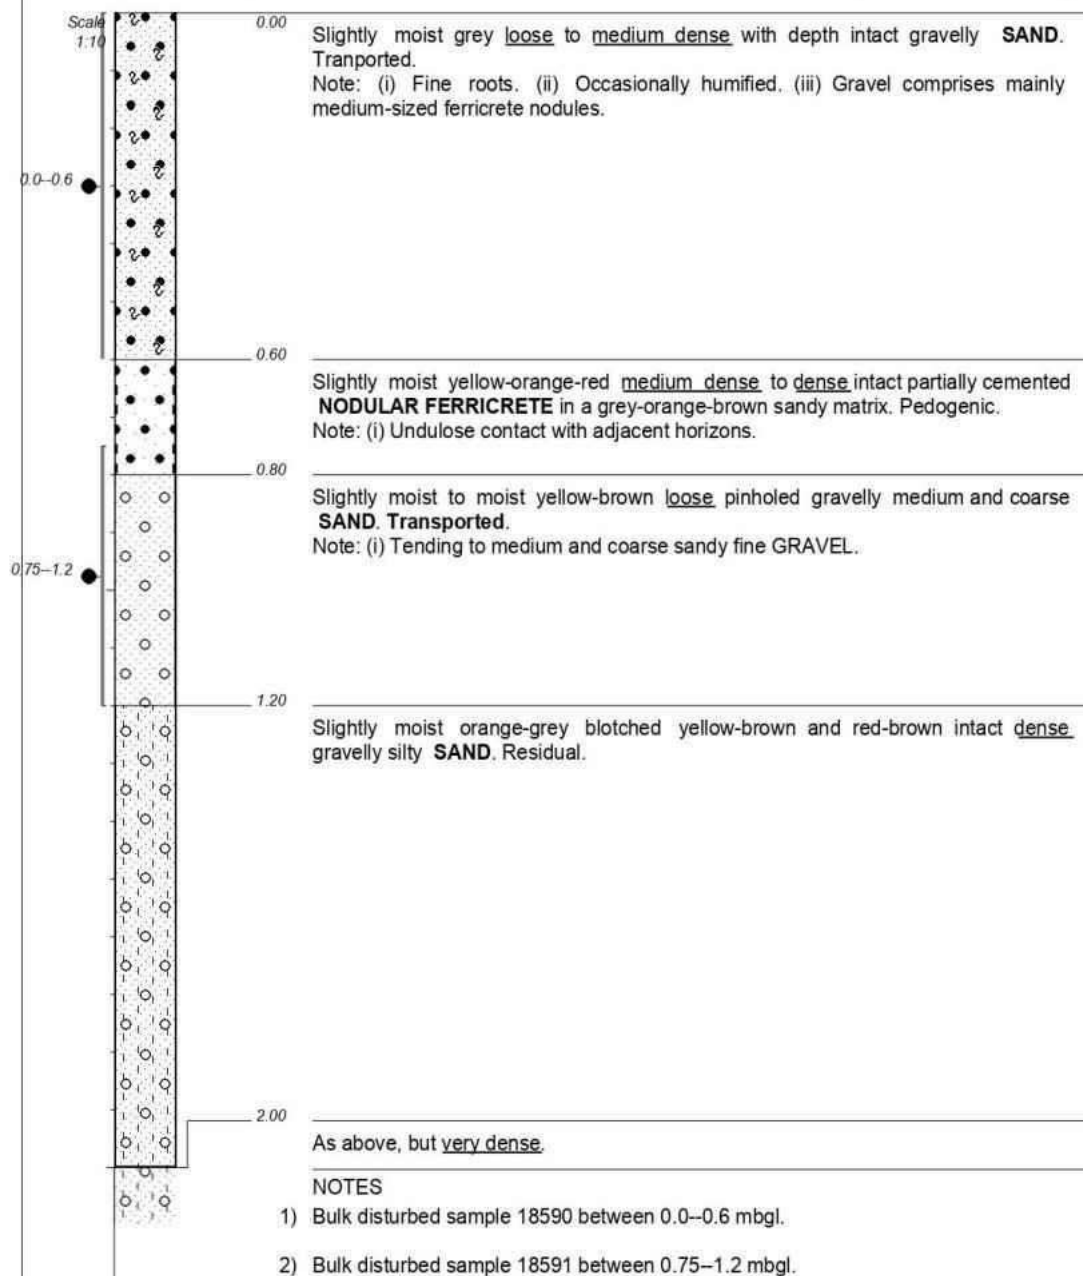 Scale
1:10
0.00
Slightly moist grey loose to medium dense with depth intact gravelly SAND.
Tranported.
Note: (i) Fine roots. (ii) Occasionally humified. (iii) Gravel comprises mainly
medium-sized ferricrete nodules.
0.0--0.6
0.60
Slightly moist yellow-orange-red medium dense to dense intact partially cemented
NODULAR FERRICRETE in a grey-orange-brown sandy matrix. Pedogenic.
Note: (i) Undulose contact with adjacent horizons.
0.80
Slightly moist to moist yellow-brown loose pinholed gravelly medium and coarse
SAND. Transported.
Note: (i) Tending to medium and coarse sandy fine GRAVEL.
0.75--1.2
1.20
Slightly moist orange-grey blotched yellow-brown and red-brown intact dense
gravelly silty SAND. Residual.
2.00
As above, but very dense.
NOTES
1) Bulk disturbed sample 18590 between 0.0--0.6 mbgl.
2) Bulk disturbed sample 18591 between 0.75--1.2 mbgl.